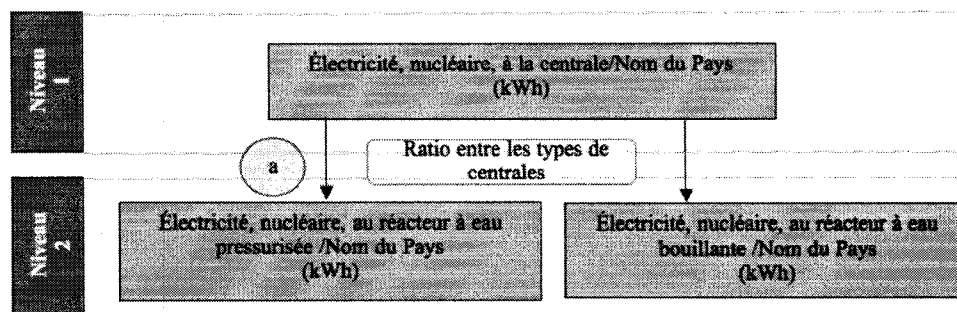 Niveau
1
Électricité, nucléaire, à la centrale/Nom du Pays
(kWh)
a
Ratio entre les types de
centrales
Niveau
2
Électricité, nucléaire, au réacteur à eau
pressurisée /Nom du Pays
(kWh)
Électricité, nucléaire, au réacteur à eau
bouillante /Nom du Pays
(kWh)